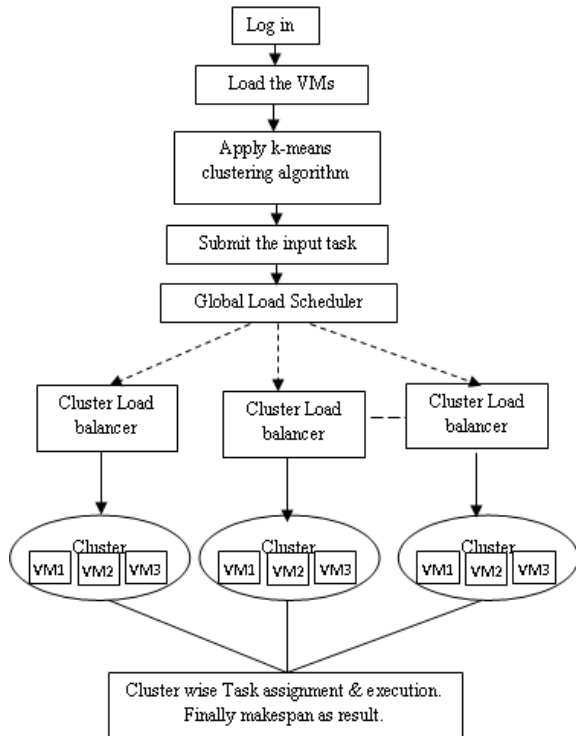 Log in
Load the VMs
Apply k-means
clustering algorithm
Submit the input task
Global Load Scheduler
Cluster Load
balancer
Cluster Load
balancer
Cluster Load
balancer
Cluster
VM1 VM2 VM3
Cluster
VM1 VM2 VM3
Cluster
VM1 VM2 VM3
Cluster wise Task assignment & execution.
Finally makespan as result.